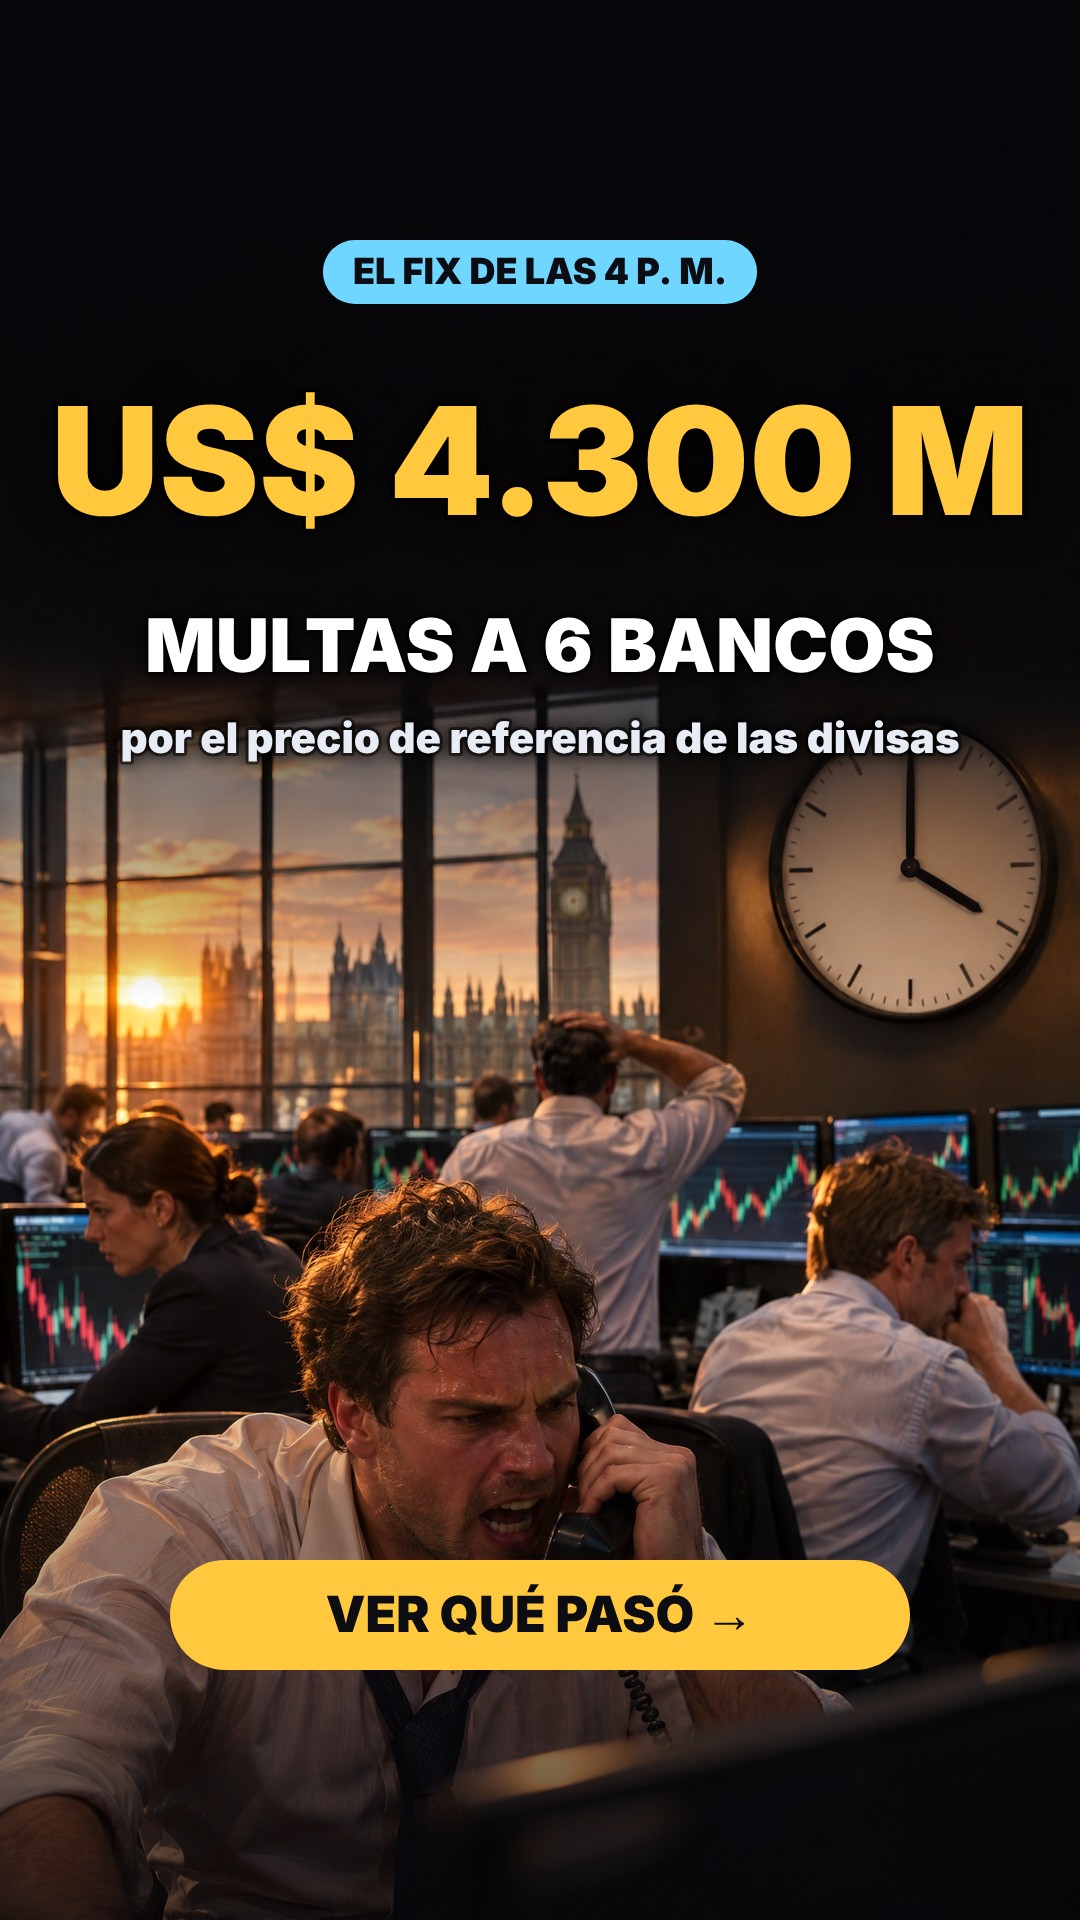 EL FIX DE LAS 4 P. M.
US$ 4.300 M
MULTAS A 6 BANCOS
por el precio de referencia de las divisas
VER QUÉ PASÓ →